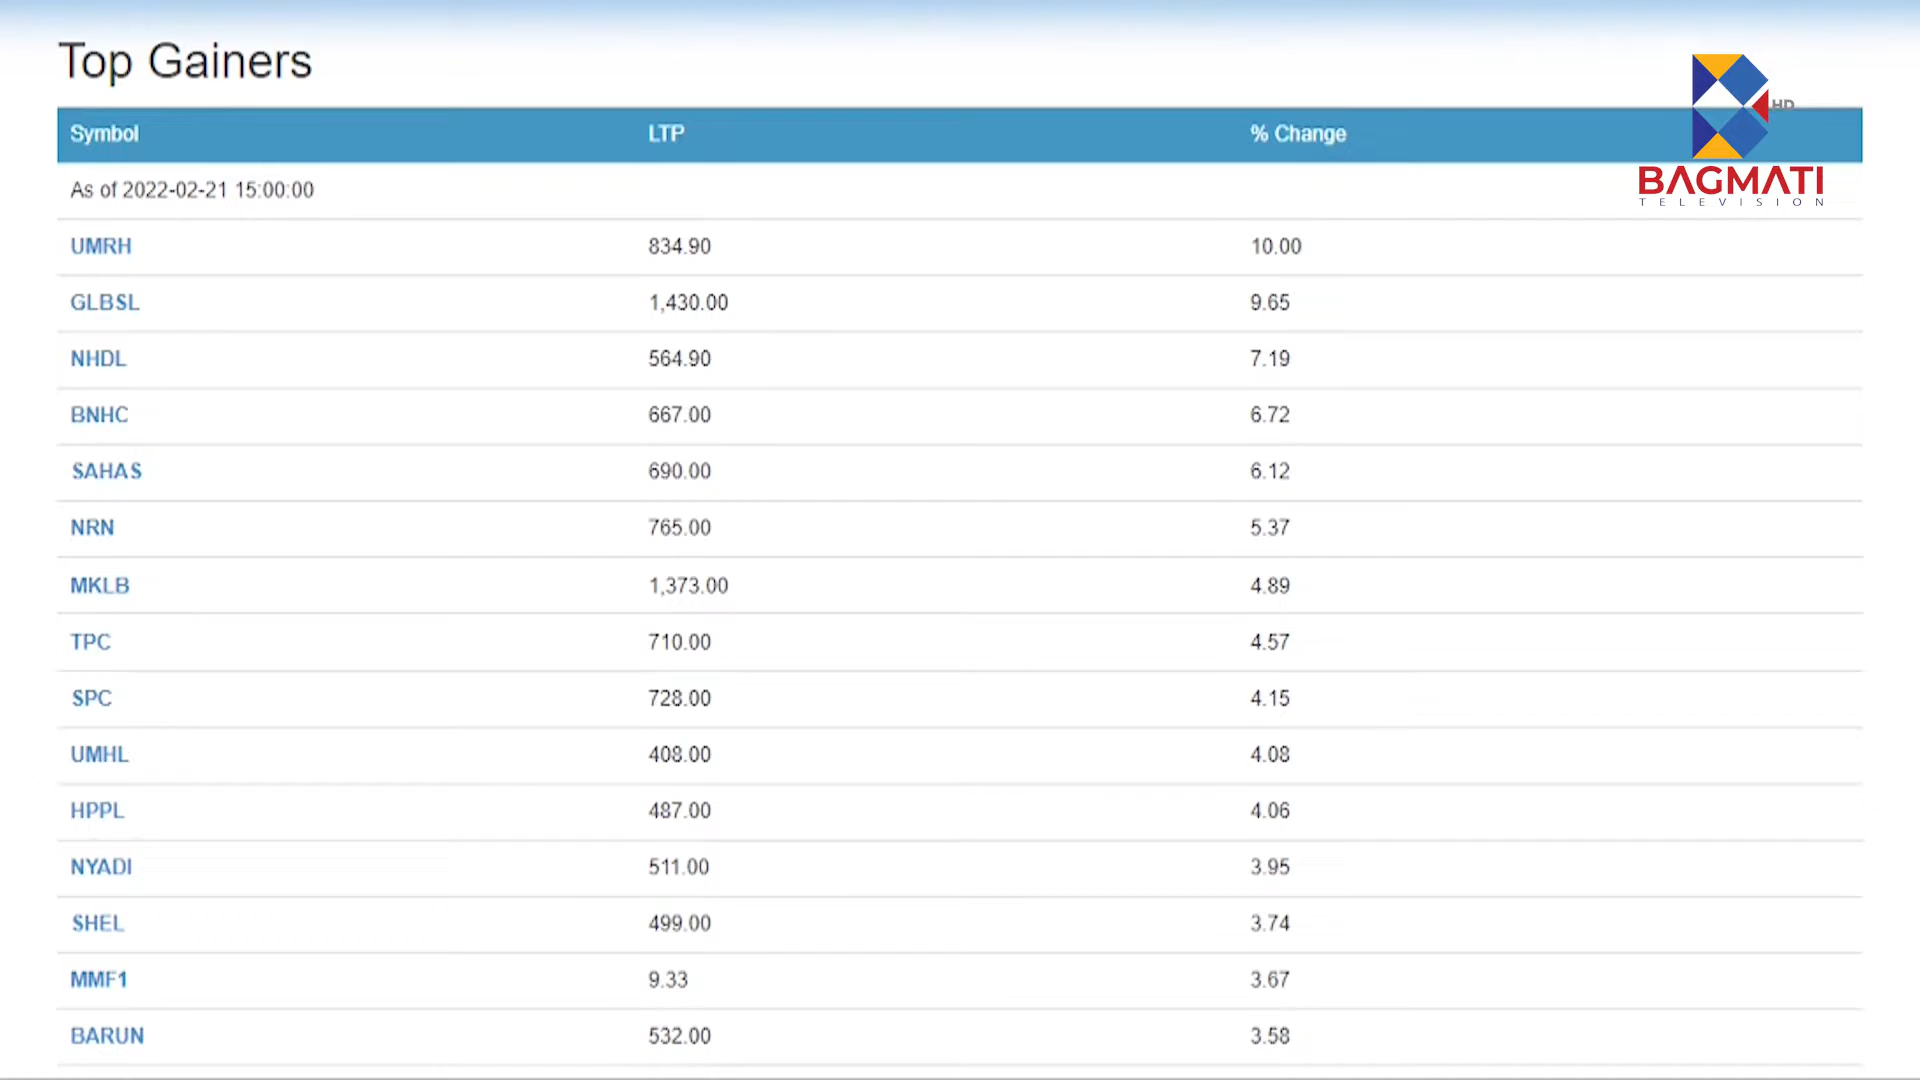 Top Gainers
HD
Symbol LTP % Change
BAGMATI
TELEVISION
As of 2022-02-21 15:00:00
UMRH 834.90 10.00
GLBSL 1,430.00 9.65
NHDL 564.90 7.19
BNHC 667.00 6.72
SAHAS 690.00 6.12
NRN 765.00 5.37
MKLB 1,373.00 4.89
TPC 710.00 4.57
SPC 728.00 4.15
UMHL 408.00 4.08
HPPL 487.00 4.06
NYADI 511.00 3.95
SHEL 499.00 3.74
MMF1 9.33 3.67
BARUN 532.00 3.58